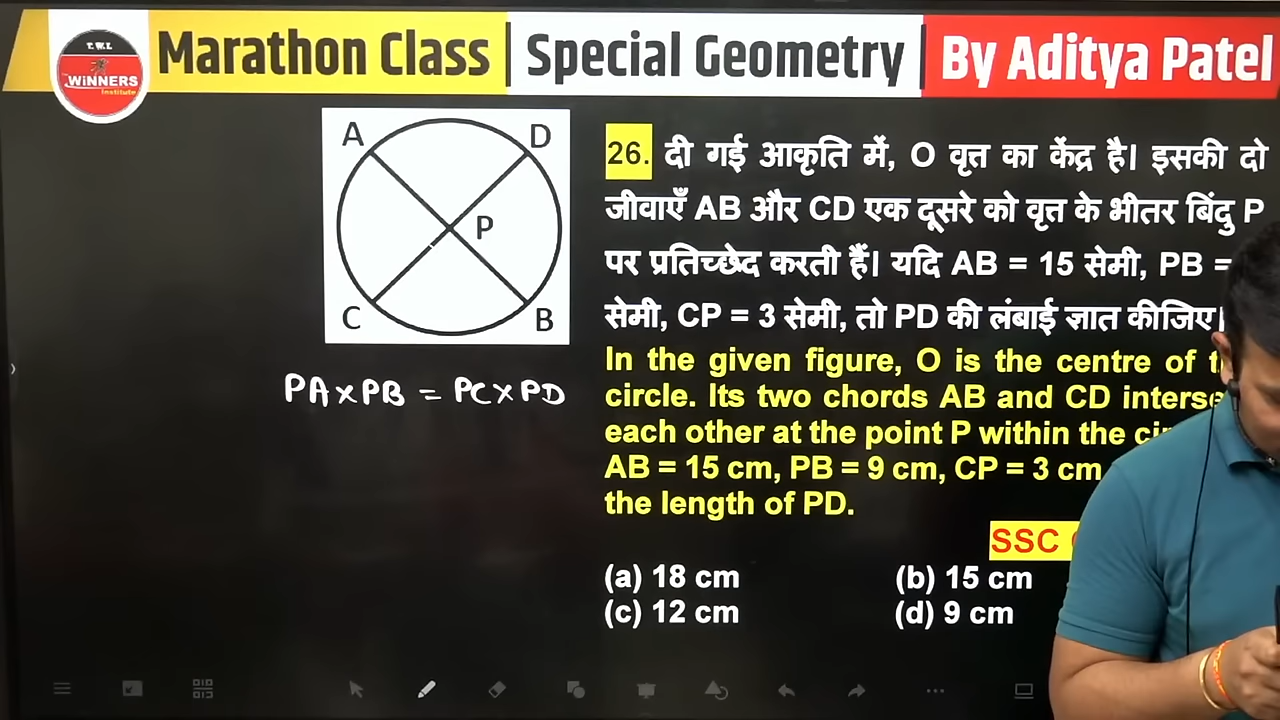 T.W.I.
The WINNERS
Institute
Marathon Class | Special Geometry By Aditya Patel
A
D
P
C
B
PA×PB = PC×PD
26. दी गई आकृति में, O वृत्त का केंद्र है। इसकी दो
जीवाएँ AB और CD एक दूसरे को वृत्त के भीतर बिंदु P
पर प्रतिच्छेद करती हैं। यदि AB = 15 सेमी, PB =
सेमी, CP = 3 सेमी, तो PD की लंबाई ज्ञात कीजिए।
In the given figure, O is the centre of
circle. Its two chords AB and CD
each other at the point P within the
AB = 15 cm, PB = 9 cm, CP = 3 cm
the length of PD.
SSC
(a) 18 cm (b) 15 cm
(c) 12 cm (d) 9 cm